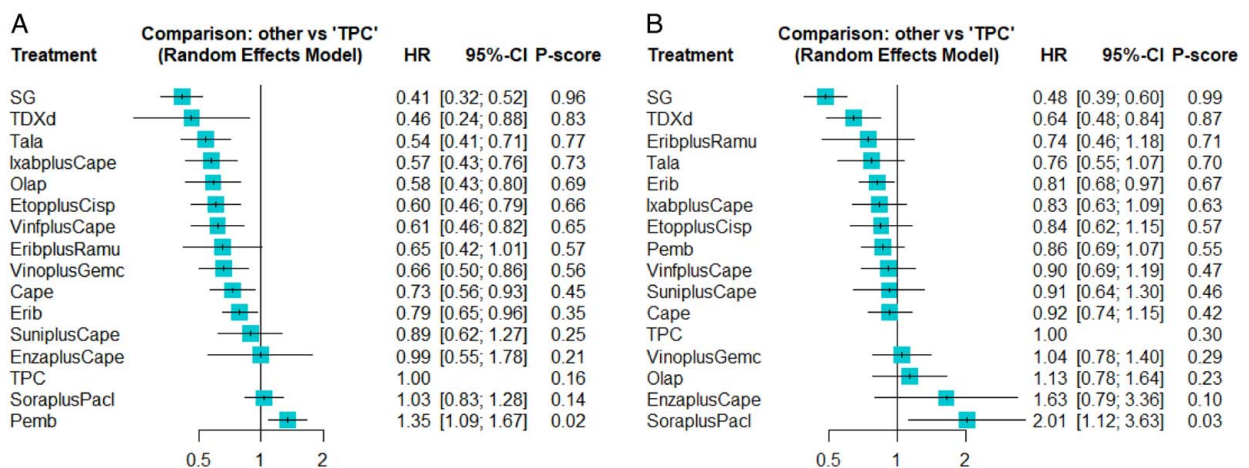 A
Comparison: other vs 'TPC'
Treatment (Random Effects Model) HR 95%-CI P-score
SG 0.41 [0.32; 0.52] 0.96
TDXd 0.46 [0.24; 0.88] 0.83
Tala 0.54 [0.41; 0.71] 0.77
IxabplusCape 0.57 [0.43; 0.76] 0.73
Olap 0.58 [0.43; 0.80] 0.69
EtopplusCisp 0.60 [0.46; 0.79] 0.66
VinfplusCape 0.61 [0.46; 0.82] 0.65
EribplusRamu 0.65 [0.42; 1.01] 0.57
VinoplusGemc 0.66 [0.50; 0.86] 0.56
Cape 0.73 [0.56; 0.93] 0.45
Erib 0.79 [0.65; 0.96] 0.35
SuniplusCape 0.89 [0.62; 1.27] 0.25
EnzaplusCape 0.99 [0.55; 1.78] 0.21
TPC 1.00 0.16
SoraplusPacl 1.03 [0.83; 1.28] 0.14
Pemb 1.35 [1.09; 1.67] 0.02
0.5 1 2
B
Comparison: other vs 'TPC'
Treatment (Random Effects Model) HR 95%-CI P-score
SG 0.48 [0.39; 0.60] 0.99
TDXd 0.64 [0.48; 0.84] 0.87
EribplusRamu 0.74 [0.46; 1.18] 0.71
Tala 0.76 [0.55; 1.07] 0.70
Erib 0.81 [0.68; 0.97] 0.67
IxabplusCape 0.83 [0.63; 1.09] 0.63
EtopplusCisp 0.84 [0.62; 1.15] 0.57
Pemb 0.86 [0.69; 1.07] 0.55
VinfplusCape 0.90 [0.69; 1.19] 0.47
SuniplusCape 0.91 [0.64; 1.30] 0.46
Cape 0.92 [0.74; 1.15] 0.42
TPC 1.00 0.30
VinoplusGemc 1.04 [0.78; 1.40] 0.29
Olap 1.13 [0.78; 1.64] 0.23
EnzaplusCape 1.63 [0.79; 3.36] 0.10
SoraplusPacl 2.01 [1.12; 3.63] 0.03
0.5 1 2